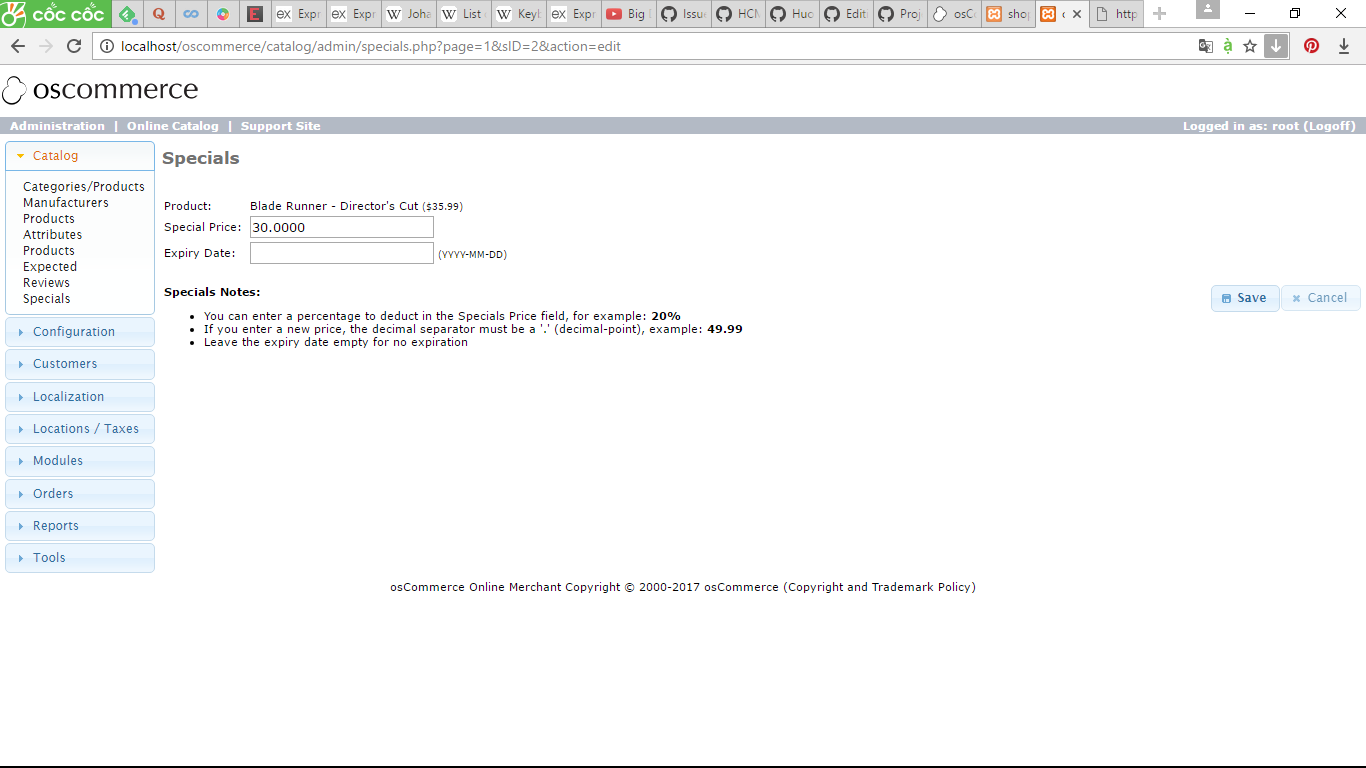 cốc cốc Expr Expr Joha List Keyb Expr Big Issu HCM Huo Edit Proj osC shop http
localhost/oscommerce/catalog/admin/specials.php?page=1&sID=2&action=edit
oscommerce
Administration | Online Catalog | Support Site Logged in as: root (Logoff)
Catalog
Categories/Products
Manufacturers
Products
Attributes
Products
Expected
Reviews
Specials
Configuration
Customers
Localization
Locations / Taxes
Modules
Orders
Reports
Tools
Specials
Product: Blade Runner - Director's Cut ($35.99)
Special Price: 30.0000
Expiry Date: (YYYY-MM-DD)
Specials Notes:
Save Cancel
• You can enter a percentage to deduct in the Specials Price field, for example: 20%
• If you enter a new price, the decimal separator must be a '.' (decimal-point), example: 49.99
• Leave the expiry date empty for no expiration
osCommerce Online Merchant Copyright © 2000-2017 osCommerce (Copyright and Trademark Policy)